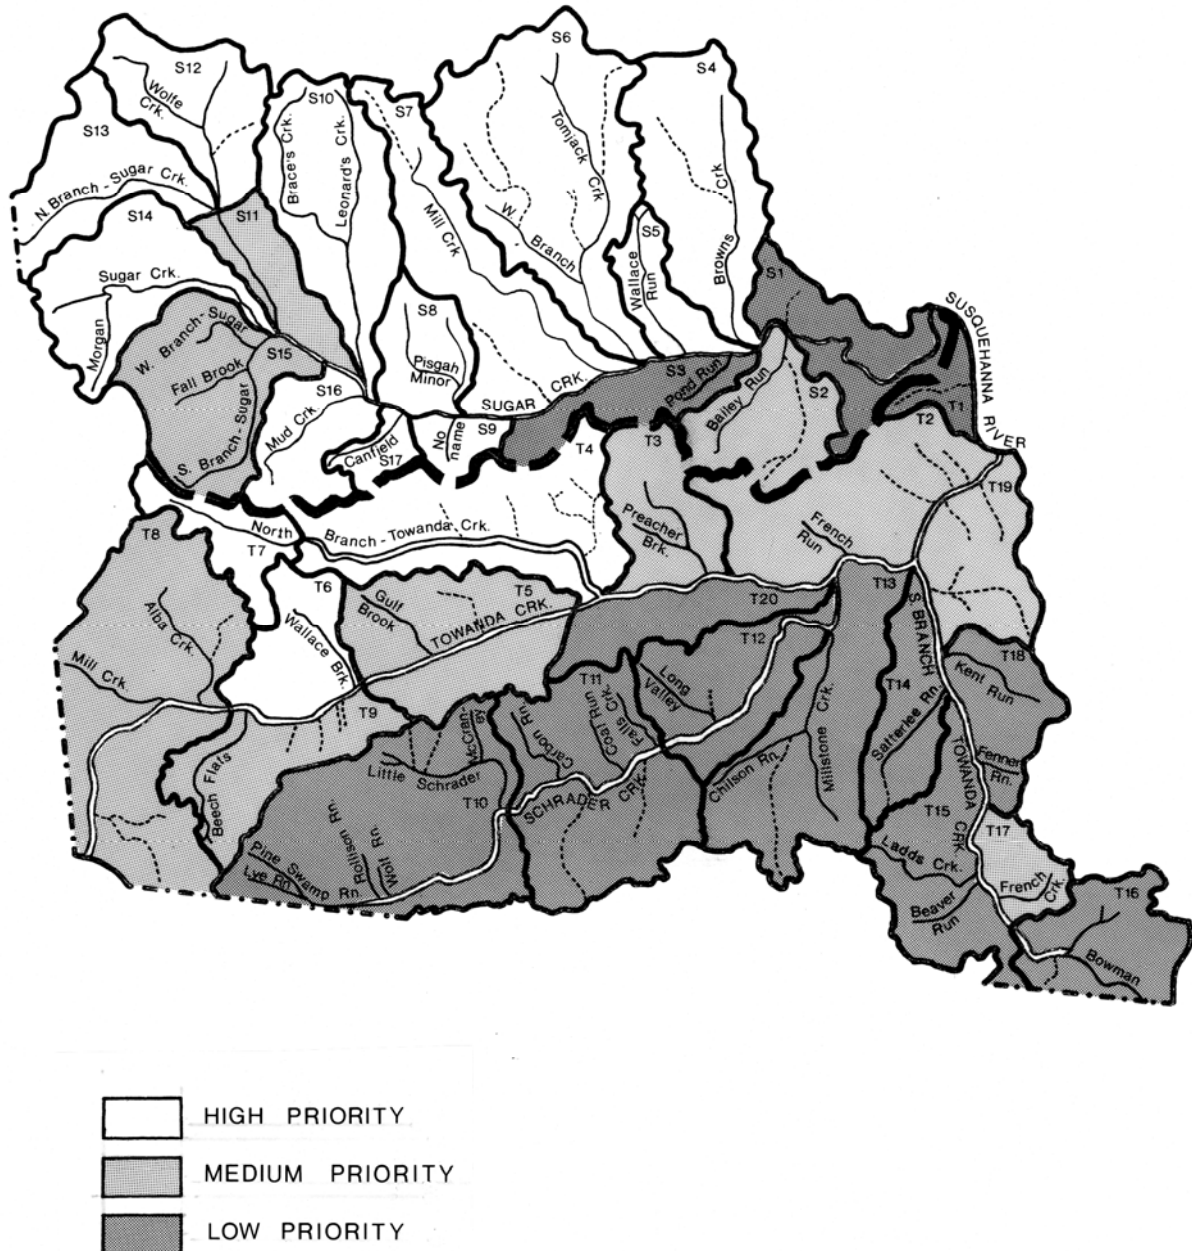 S6
S12
S4
Wolfe
Crk.
S10
S7
S13
Brace's Crk.
Leonard's Crk.
Tomjack
Crk
Crk
N. Branch - Sugar Crk.
S14
S11
Mill Crk
W.
Branch
S5
Wallace
Run
Browns
S1
Sugar Crk.
Morgan
W. Branch - Sugar
S15
Fall Brook
S. Branch - Sugar
S16
Mud Crk
S8
Pisgah
Minor
SUGAR
CRK.
S3
Pond Run
Bailey Run
S2
SUSQUEHANNA RIVER
T1
T2
Canfield
S17
No
name
S9
T4
T3
T19
T8
North
Branch - Towanda Crk.
T7
Preacher
Brk.
French
Run
T6
Gulf
Brook
T5
TOWANDA CRK.
T20
T13
S BRANCH
Alba Crk.
Wallace Brk.
T12
T18
Kent Run
Mill Crk.
T9
T11
Long
Valley
T14
Satterlee Rn.
McCraney
Carbon Rn.
Coal Run
Falls Crk.
Millstone Crk.
TOWANDA CRK
Fenner
Rn.
Beech Flats
Little Schrader
T10
SCHRADER CRK.
Chilson Rn.
T15
T17
Rollison Rn.
Wolf Rn
Pine Swamp Rn.
Lye Rn
Ladds Crk.
Beaver
Run
French
Crk.
T16
Bowman
HIGH PRIORITY
MEDIUM PRIORITY
LOW PRIORITY